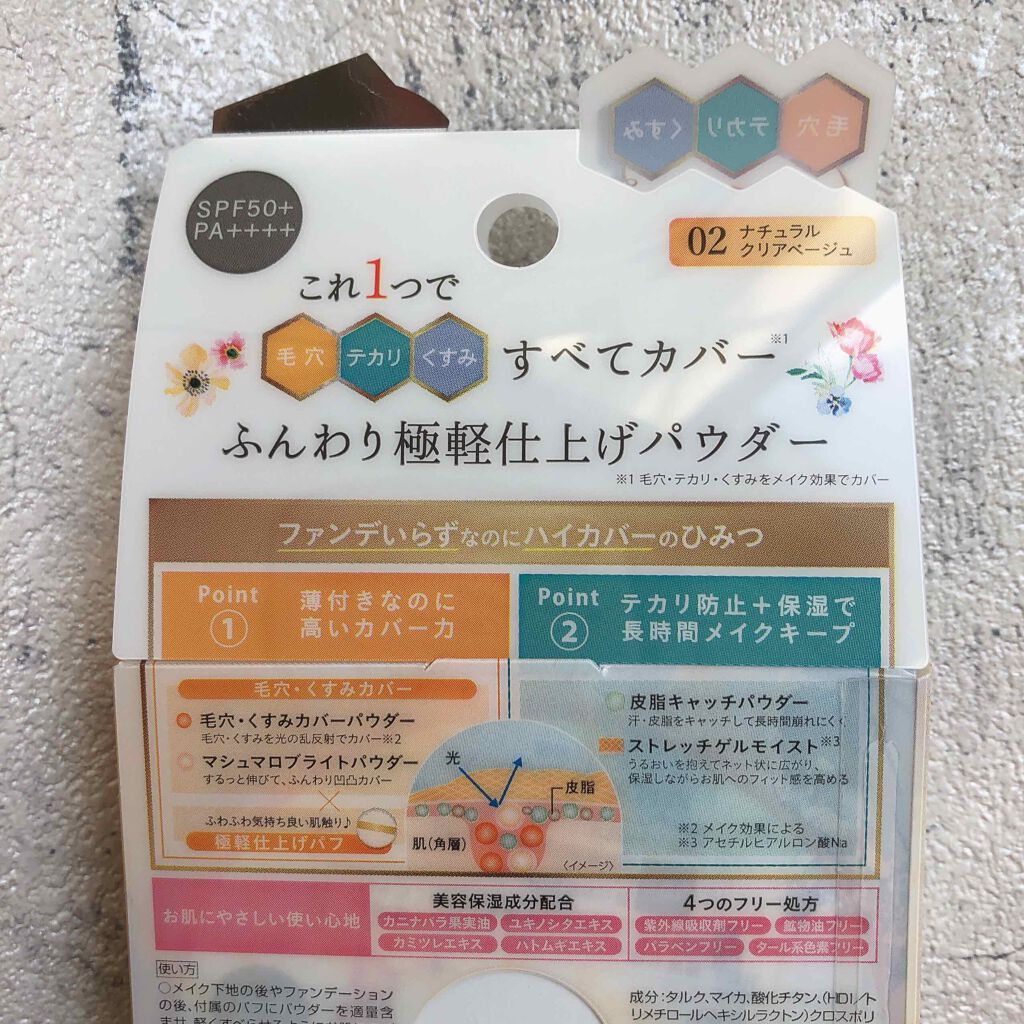 くすみ
テカリ
毛穴
SPF50+
PA++++
02 ナチュラル
クリアベージュ
これ1つで
毛穴 テカリ くすみ すべてカバー※1
ふんわり極軽仕上げパウダー
※1 毛穴・テカリ・くすみをメイク効果でカバー
ファンデいらずなのにハイカバーのひみつ
Point
①
薄付きなのに
高いカバー力
Point
②
テカリ防止+保湿で
長時間メイクキープ
毛穴・くすみカバー
毛穴・くすみカバーパウダー
毛穴・くすみを光の乱反射でカバー※2
マシュマロブライトパウダー
するっと伸びて、ふんわり凹凸カバー
×
ふわふわ気持ち良い肌触り♪
極軽仕上げパフ
光
皮脂
肌(角層)
〈イメージ〉
皮脂キャッチパウダー
汗・皮脂をキャッチして長時間崩れにくく
ストレッチゲルモイスト※3
うるおいを抱えてネット状に広がり、
保湿しながらお肌へのフィット感を高める
※2 メイク効果による
※3 アセチルヒアルロン酸Na
お肌にやさしい使い心地
美容保湿成分配合
カニナバラ果実油 ユキノシタエキス
カミツレエキス ハトムギエキス
4つのフリー処方
紫外線吸収剤フリー 鉱物油フリー
パラベンフリー タール系色素フリー
使い方
○メイク下地の後やファンデーション
の後、付属のパフにパウダーを適量含
成分:タルク、マイカ、酸化チタン、(HDI/ト
リメチロールヘキシルラクトン)クロスポリ